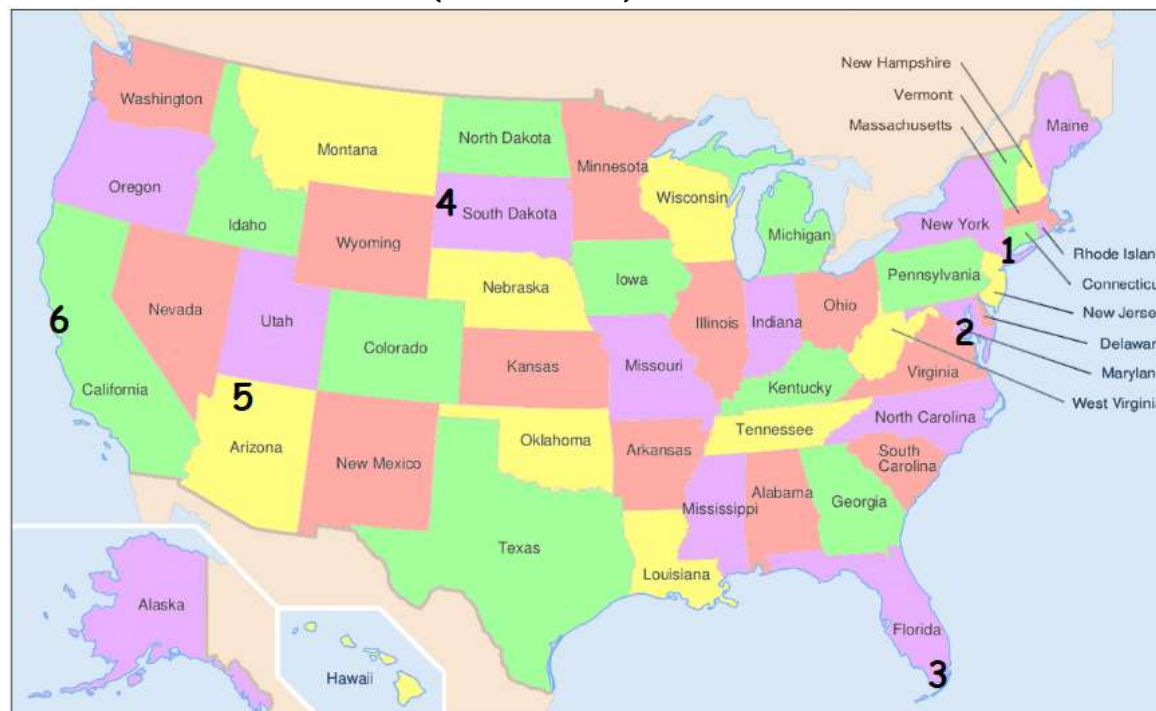 New Hampshire
Vermont
Massachusetts
Maine
Washington
Montana
North Dakota
Minnesota
Oregon
Idaho
4
South Dakota
Wisconsin
Wyoming
Michigan
New York
1
Rhode Islan
Connecticu
New Jerse
Delawar
Marylan
West Virginia
Nebraska
Iowa
Pennsylvania
6
Nevada
Utah
Colorado
Illinois
Indiana
Ohio
2
Kansas
Missouri
Virginia
California
5
Kentucky
North Carolina
Tennessee
Arizona
New Mexico
Oklahoma
Arkansas
South
Carolina
Mississippi
Alabama
Georgia
Texas
Louisiana
Alaska
Florida
3
Hawaii